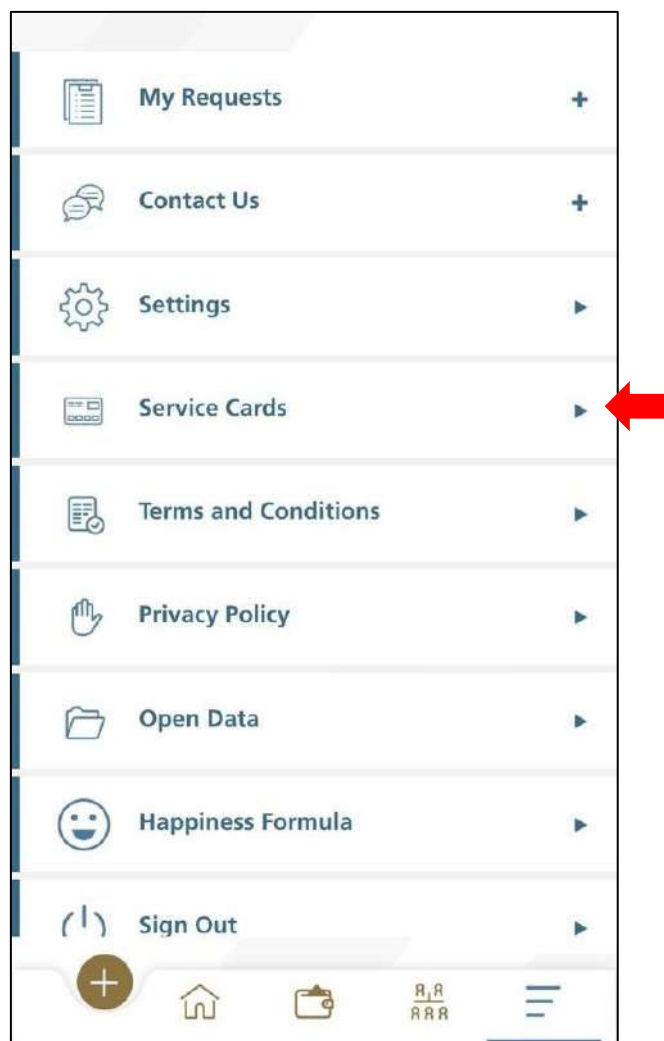 My Requests
Contact Us
Settings
Service Cards
Terms and Conditions
Privacy Policy
Open Data
Happiness Formula
Sign Out